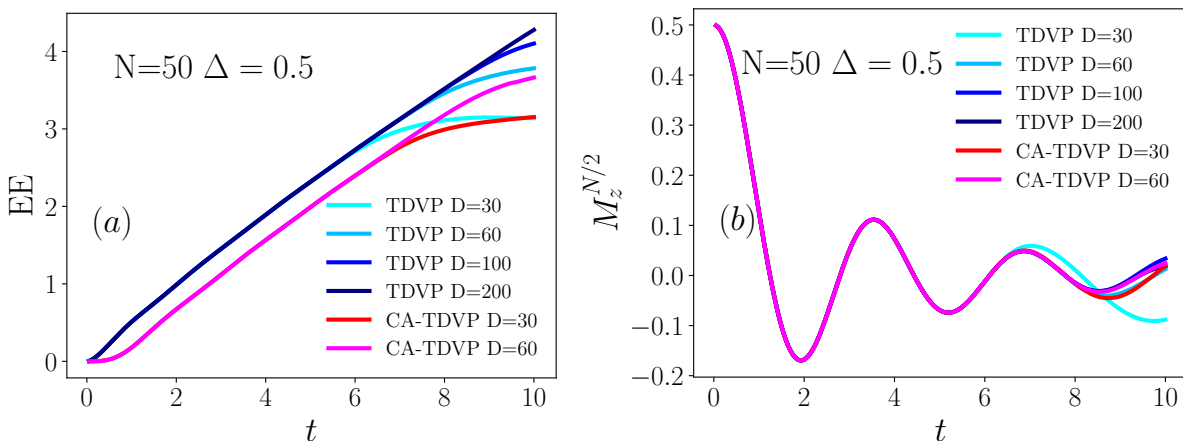 N=50 Δ = 0.5
(a)
EE
4
3
2
1
0
TDVP D=30
TDVP D=60
TDVP D=100
TDVP D=200
CA-TDVP D=30
CA-TDVP D=60
0 2 4 6 8 10
t
N=50 Δ = 0.5
(b)
M_z^{N/2}
0.5
0.4
0.3
0.2
0.1
0.0
−0.1
−0.2
TDVP D=30
TDVP D=60
TDVP D=100
TDVP D=200
CA-TDVP D=30
CA-TDVP D=60
0 2 4 6 8 10
t